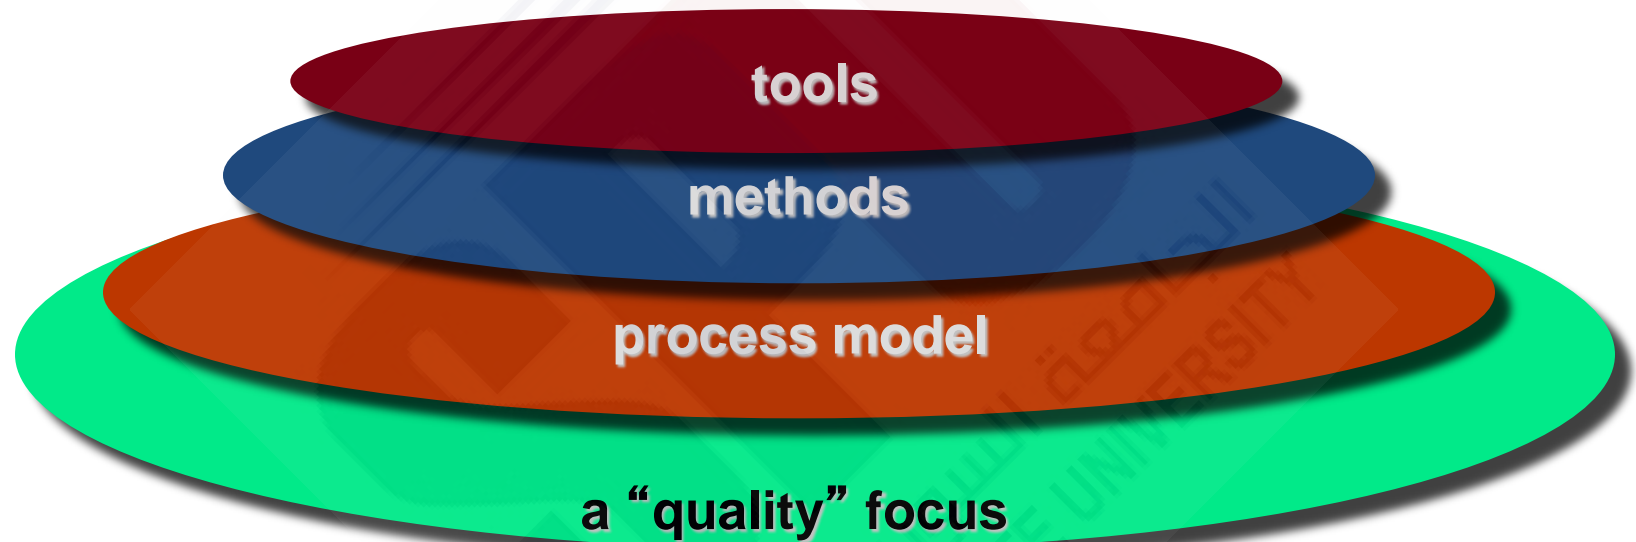 tools
methods
process model
a “quality” focus